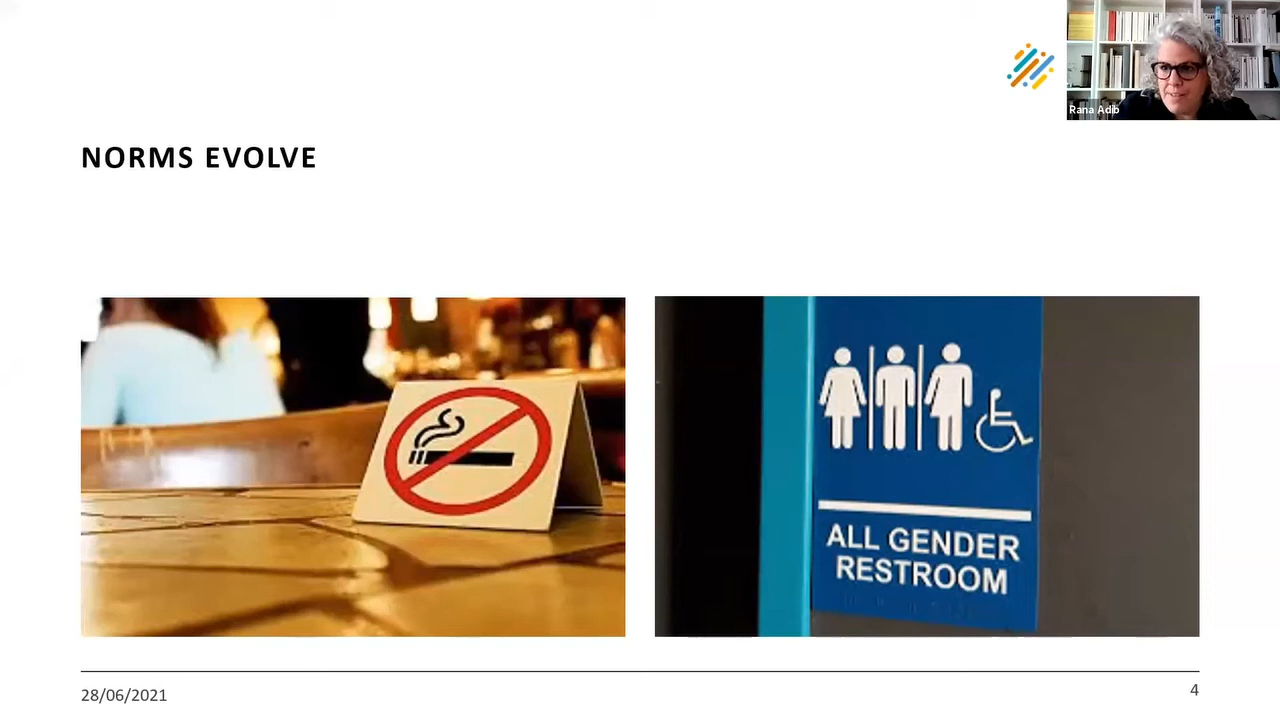 Rana Adib
NORMS EVOLVE
ALL GENDER
RESTROOM
28/06/2021
4